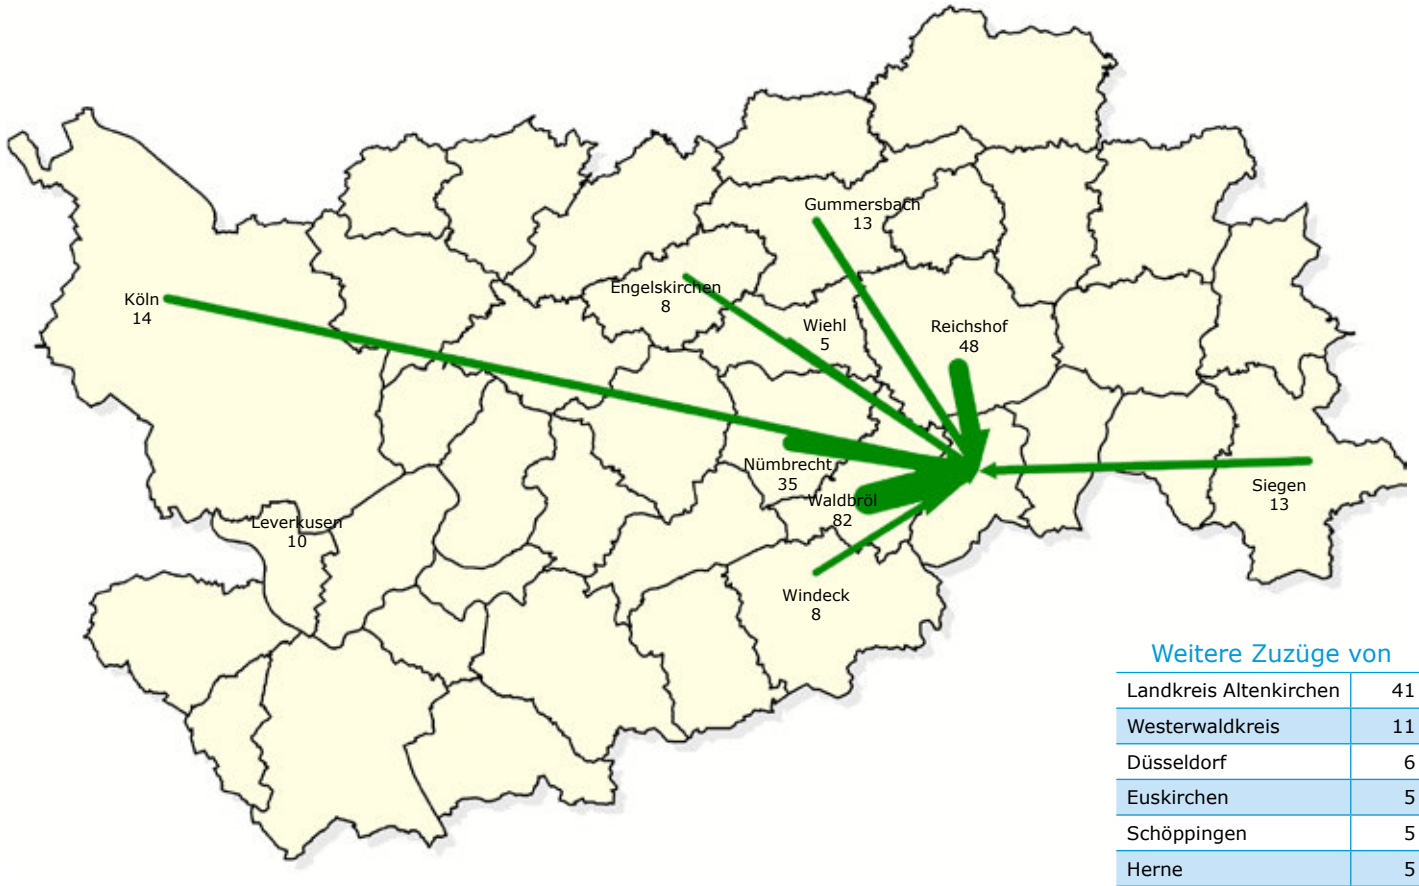 Gummersbach
13
Engelskirchen
8
Köln
14
Wiehl
5
Reichshof
48
Nümbrecht
35
Siegen
13
Waldbröl
82
Leverkusen
10
Windeck
8
Weitere Zuzüge von
Landkreis Altenkirchen 41
Westerwaldkreis 11
Düsseldorf 6
Euskirchen 5
Schöppingen 5
Herne 5